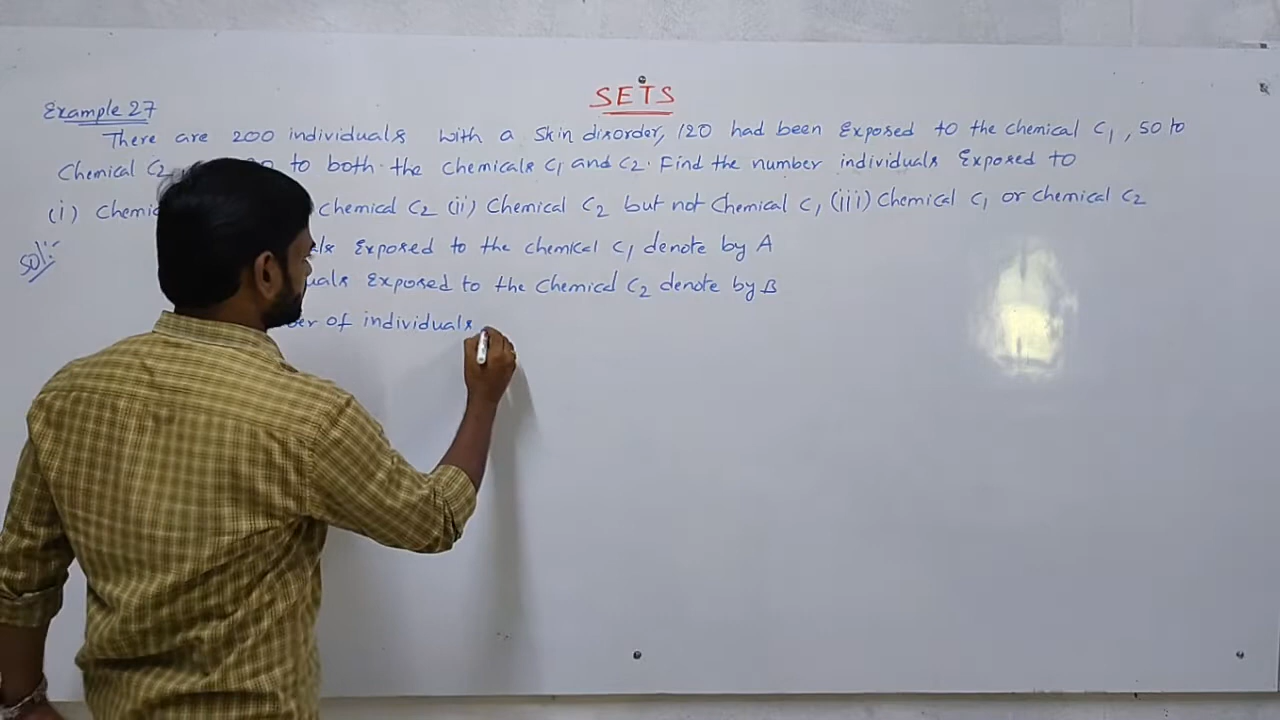 SETS
Example 27
There are 200 individuals with a skin disorder, 120 had been Exposed to the chemical C1, 50 to
Chemical C2 to both the Chemicals C1 and C2. Find the number individuals Exposed to
(i) Chemical C2 (ii) Chemical C2 but not Chemical C1 (iii) Chemical C1 or Chemical C2
Sol:
Exposed to the chemical C1 denote by A
Exposed to the Chemical C2 denote by B
of individuals